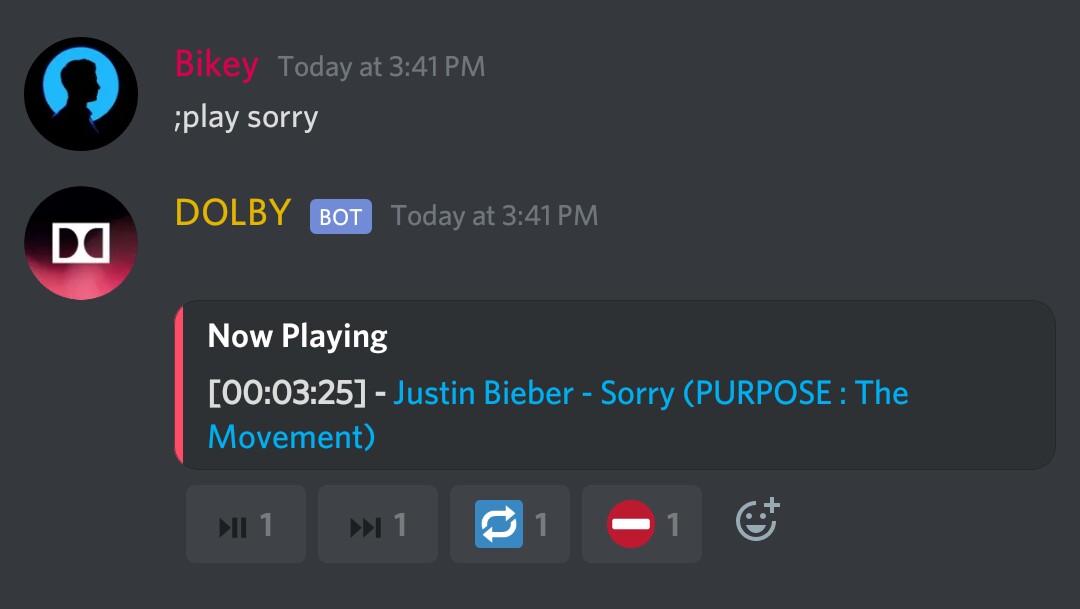 Bikey Today at 3:41 PM
;play sorry
DOLBY BOT Today at 3:41 PM
Now Playing
[00:03:25] - Justin Bieber - Sorry (PURPOSE : The
Movement)
1 1 1 1